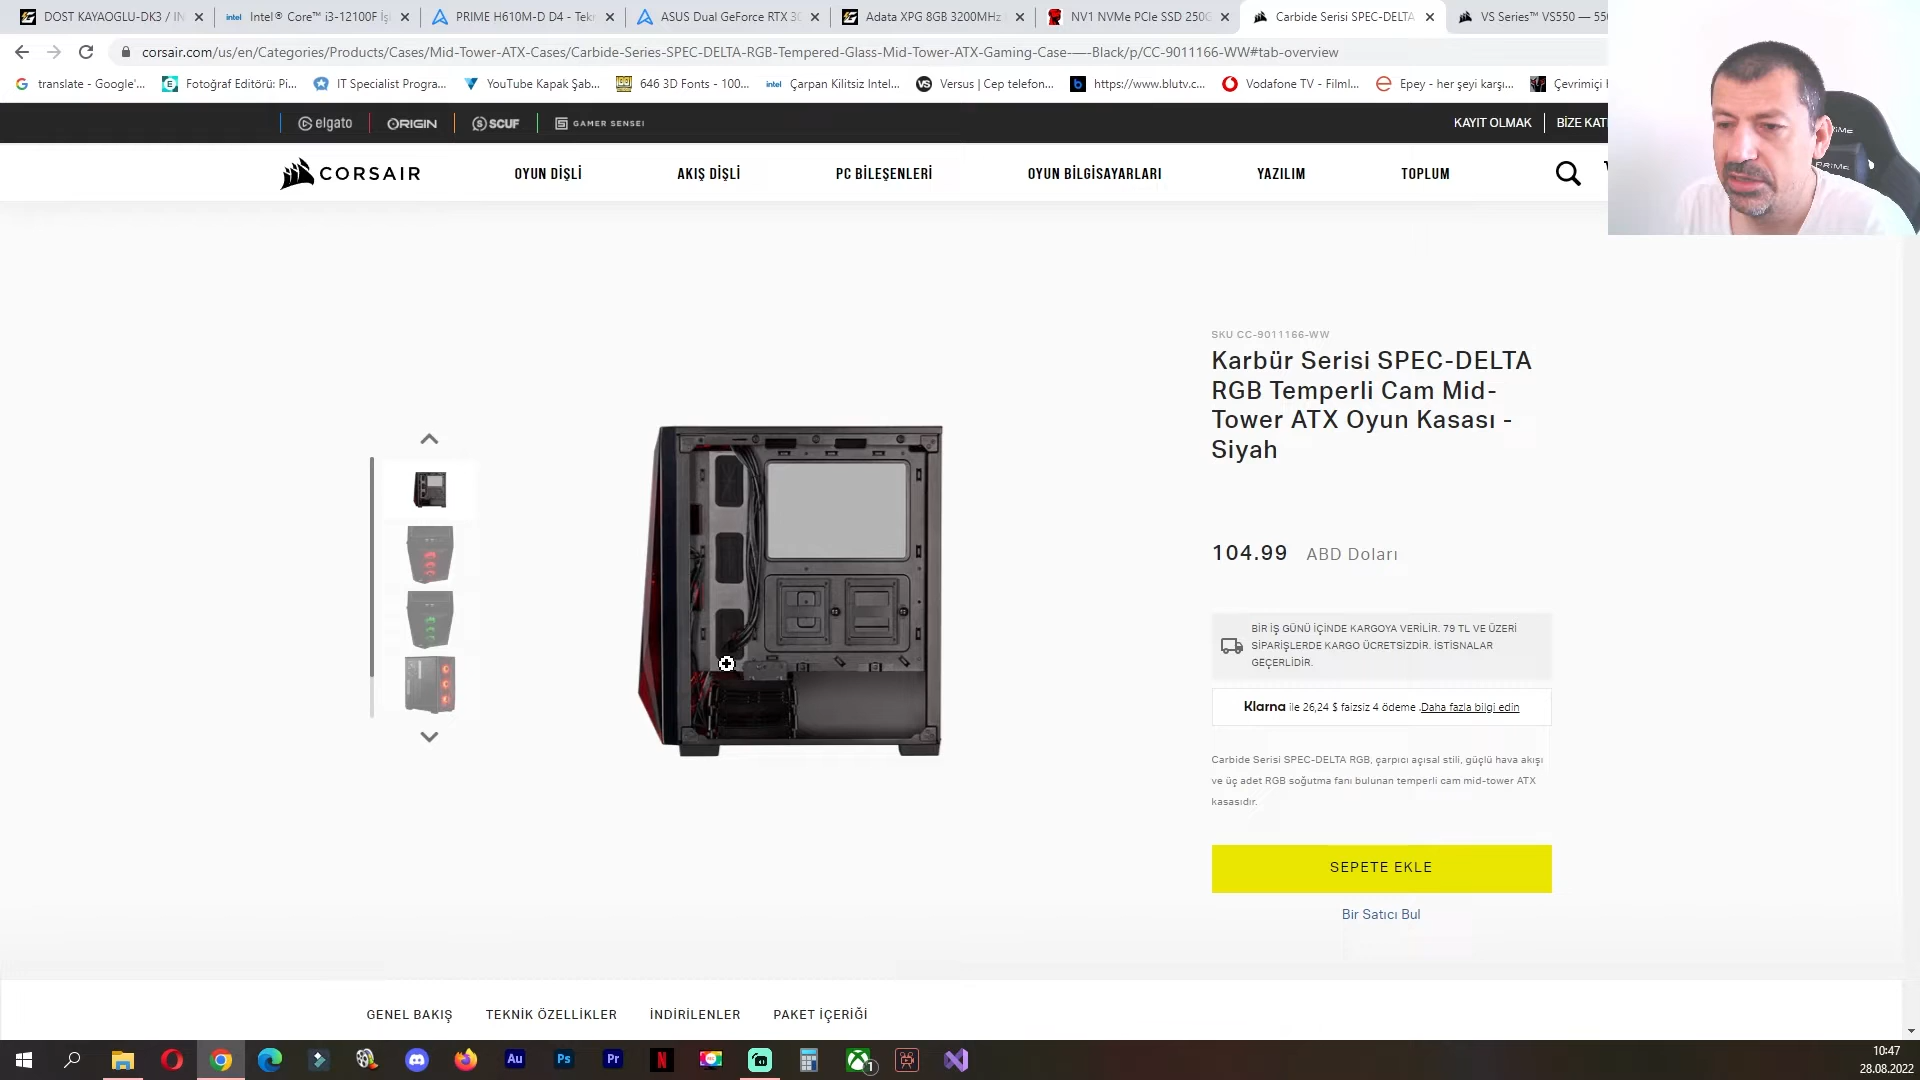 DOST KAYAOGLU-DK3 / IN
Intel® Core™ i3-12100F İşl
PRIME H610M-D D4 - Tekn
ASUS Dual GeForce RTX 30
Adata XPG 8GB 3200MHz
NV1 NVMe PCIe SSD 250G
Carbide Serisi SPEC-DELTA
VS Series™ VS550 — 550
corsair.com/us/en/Categories/Products/Cases/Mid-Tower-ATX-Cases/Carbide-Series-SPEC-DELTA-RGB-Tempered-Glass-Mid-Tower-ATX-Gaming-Case-—-Black/p/CC-9011166-WW#tab-overview
translate - Google'...
Fotoğraf Editörü: Pi...
IT Specialist Progra...
YouTube Kapak Şab...
646 3D Fonts - 100...
intel Çarpan Kilitsiz Intel...
VS Versus | Cep telefon...
https://www.blutv.c...
Vodafone TV - Filml...
Epey - her şeyi karşı...
Çevrimiçi
elgato
ORIGIN
SCUF
GAMER SENSEI
KAYIT OLMAK
BİZE KATI
CORSAIR
OYUN DİŞLİ
AKIŞ DİŞLİ
PC BİLEŞENLERİ
OYUN BİLGİSAYARLARI
YAZILIM
TOPLUM
SKU CC-9011166-WW
Karbür Serisi SPEC-DELTA
RGB Temperli Cam Mid-
Tower ATX Oyun Kasası -
Siyah
104.99 ABD Doları
BİR İŞ GÜNÜ İÇİNDE KARGOYA VERİLİR. 79 TL VE ÜZERİ
SİPARİŞLERDE KARGO ÜCRETSİZDİR. İSTİSNALAR
GEÇERLİDİR.
Klarna ile 26,24 $ faizsiz 4 ödeme .Daha fazla bilgi edin
Carbide Serisi SPEC-DELTA RGB, çarpıcı açısal stili, güçlü hava akışı
ve üç adet RGB soğutma fanı bulunan temperli cam mid-tower ATX
kasasıdır.
SEPETE EKLE
Bir Satıcı Bul
GENEL BAKIŞ
TEKNİK ÖZELLİKLER
İNDİRİLENLER
PAKET İÇERİĞİ
Au
Ps
Pr
N
1
10:47
28.08.2022